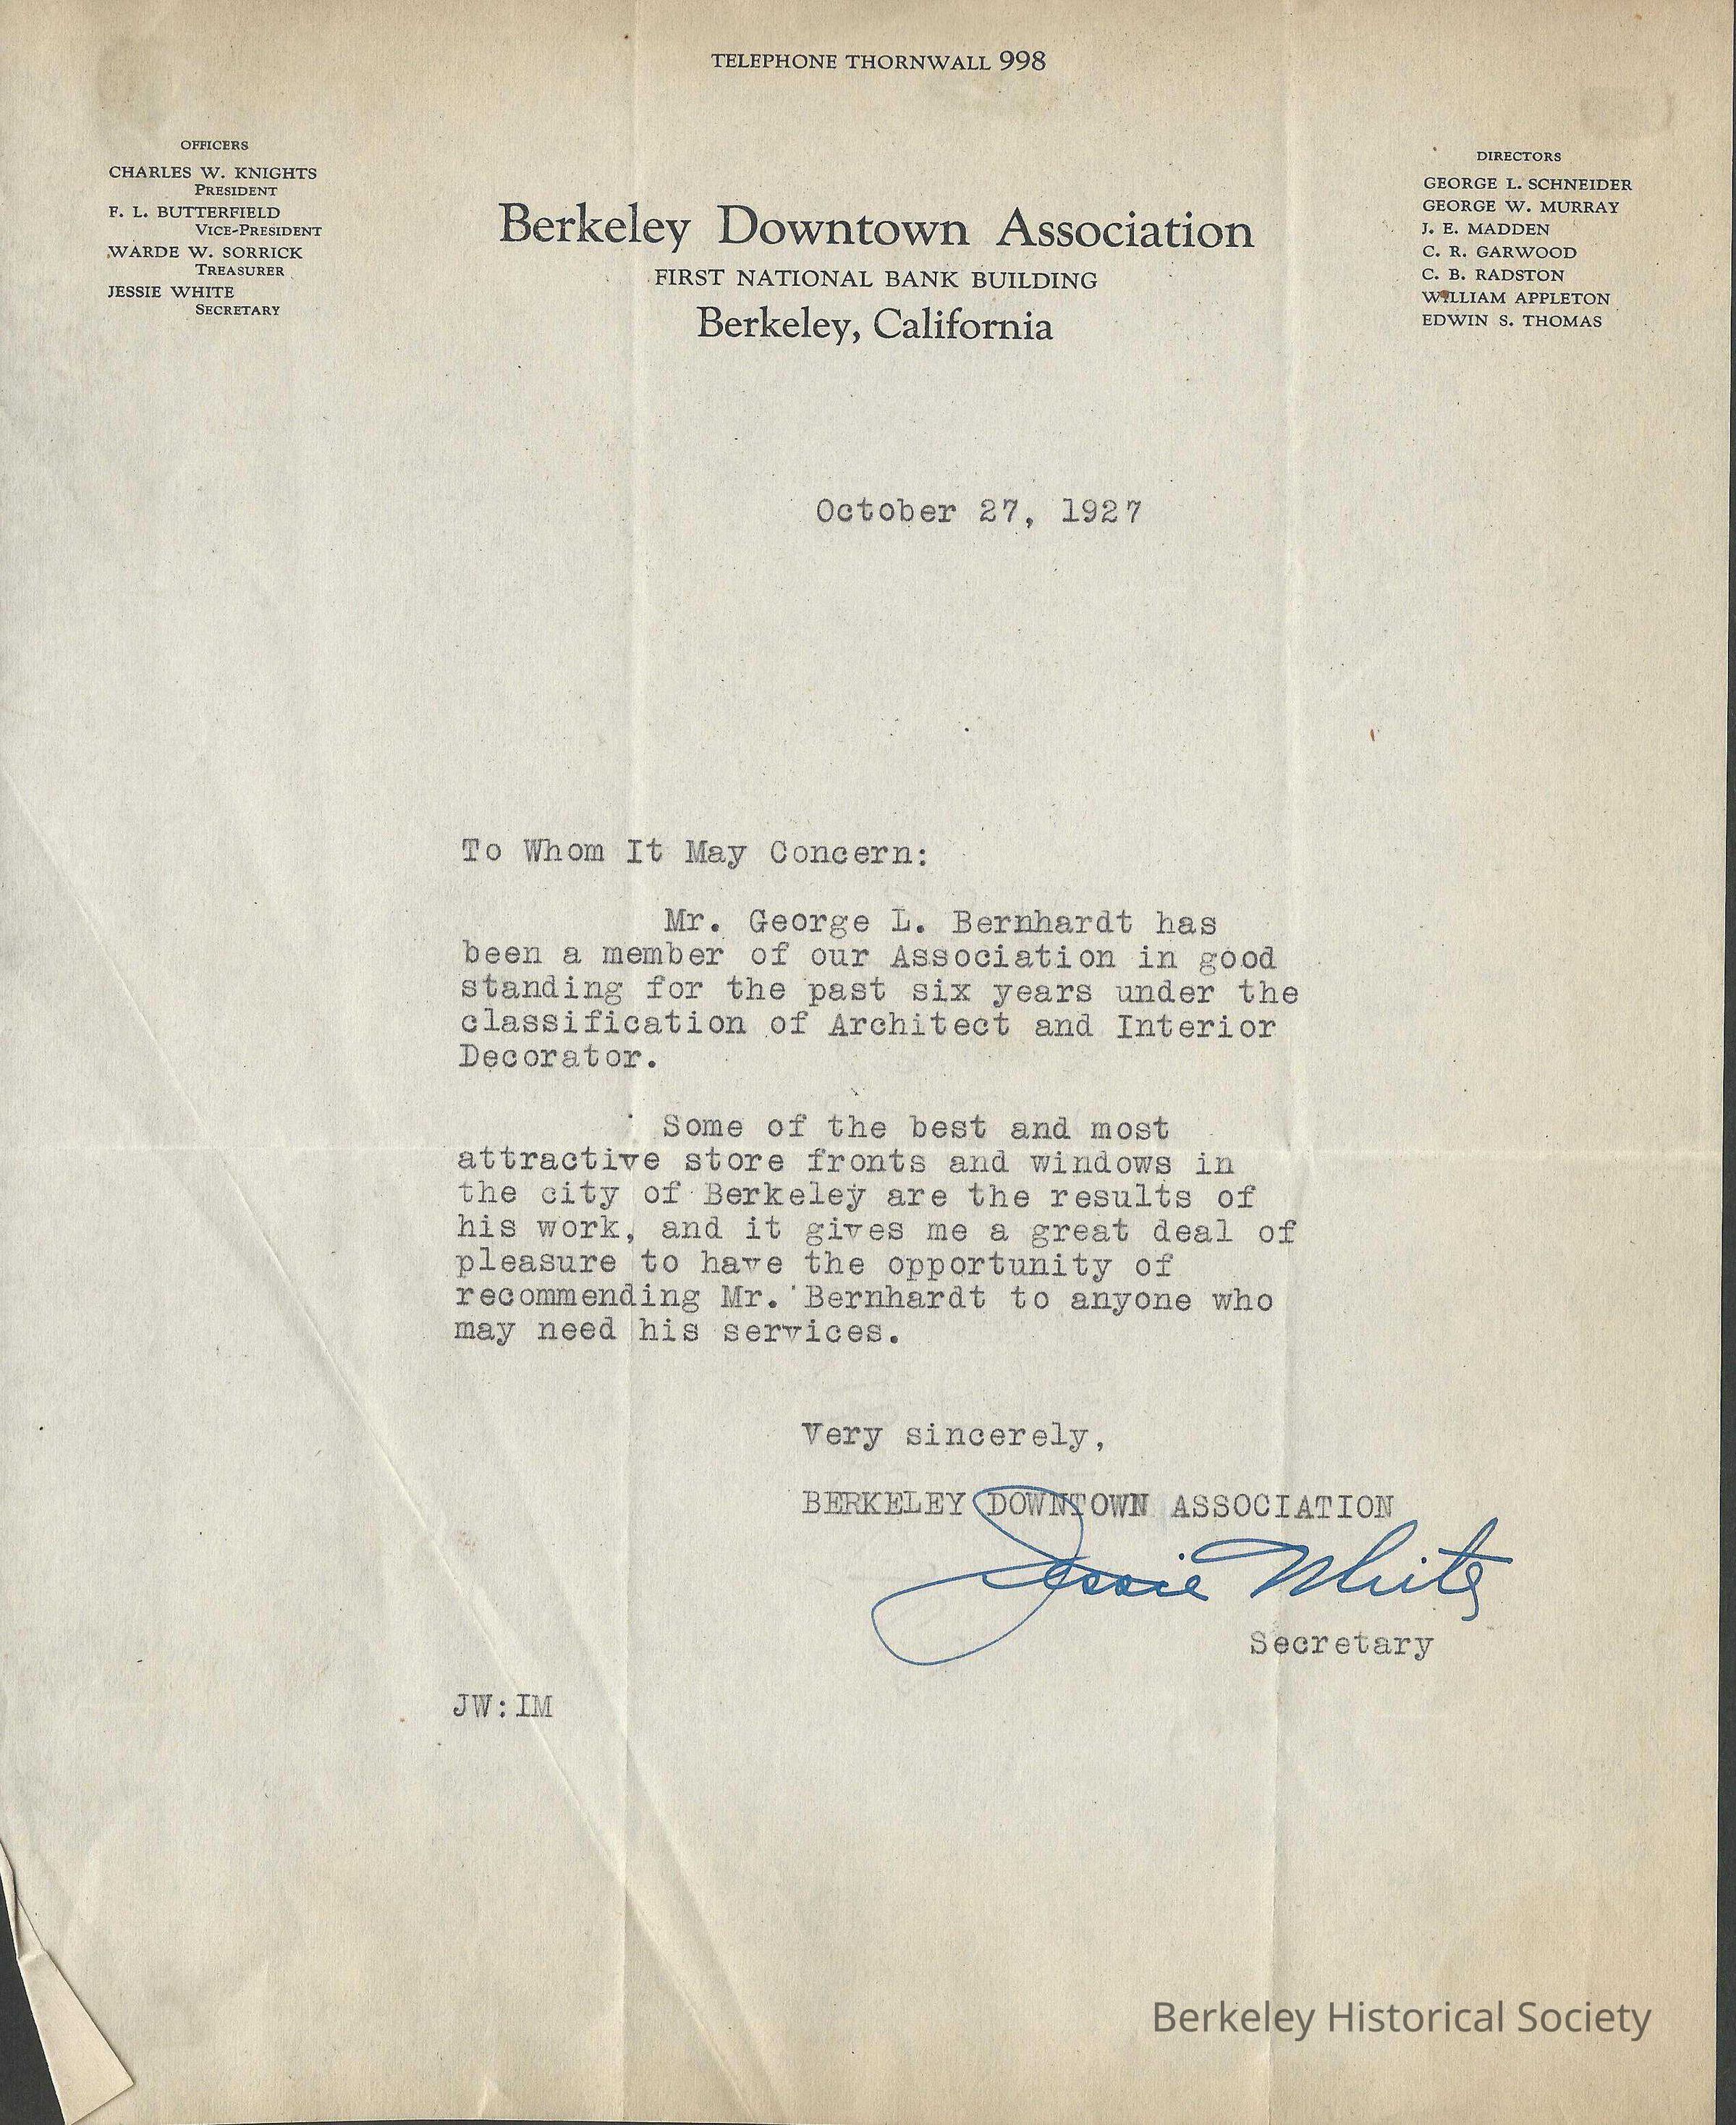 TELEPHONE THORNWALL 998
OFFICERS
CHARLES W. KNIGHTS
PRESIDENT
F. L. BUTTERFIELD
VICE-PRESIDENT
WARDE W. SORRICK
TREASURER
JESSIE WHITE
SECRETARY
Berkeley Downtown Association
FIRST NATIONAL BANK BUILDING
Berkeley, California
DIRECTORS
GEORGE L. SCHNEIDER
GEORGE W. MURRAY
J. E. MADDEN
C. R. GARWOOD
C. B. RADSTON
WILLIAM APPLETON
EDWIN S. THOMAS
October 27, 1927
To Whom It May Concern:
Mr. George L. Bernhardt has
been a member of our Association in good
standing for the past six years under the
classification of Architect and Interior
Decorator.
Some of the best and most
attractive store fronts and windows in
the city of Berkeley are the results of
his work, and it gives me a great deal of
pleasure to have the opportunity of
recommending Mr. Bernhardt to anyone who
may need his services.
Very sincerely,
BERKELEY DOWNTOWN ASSOCIATION
Jessie White
Secretary
JW:IM
Berkeley Historical Society